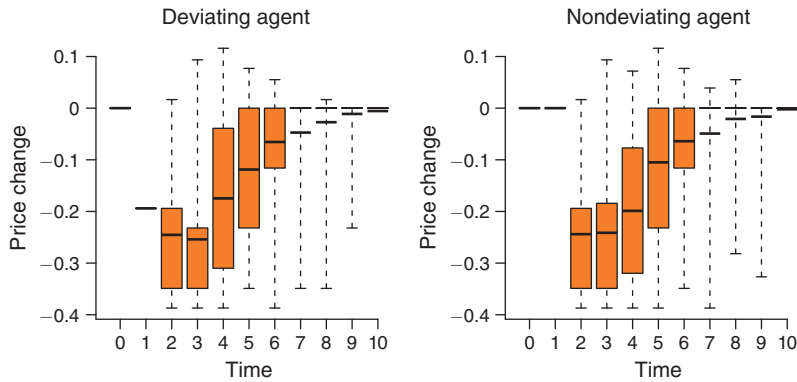 Deviating agent
0.1
0
−0.1
−0.2
−0.3
−0.4
Price change
0 1 2 3 4 5 6 7 8 9 10
Time
Nondeviating agent
0.1
0
−0.1
−0.2
−0.3
−0.4
Price change
0 1 2 3 4 5 6 7 8 9 10
Time